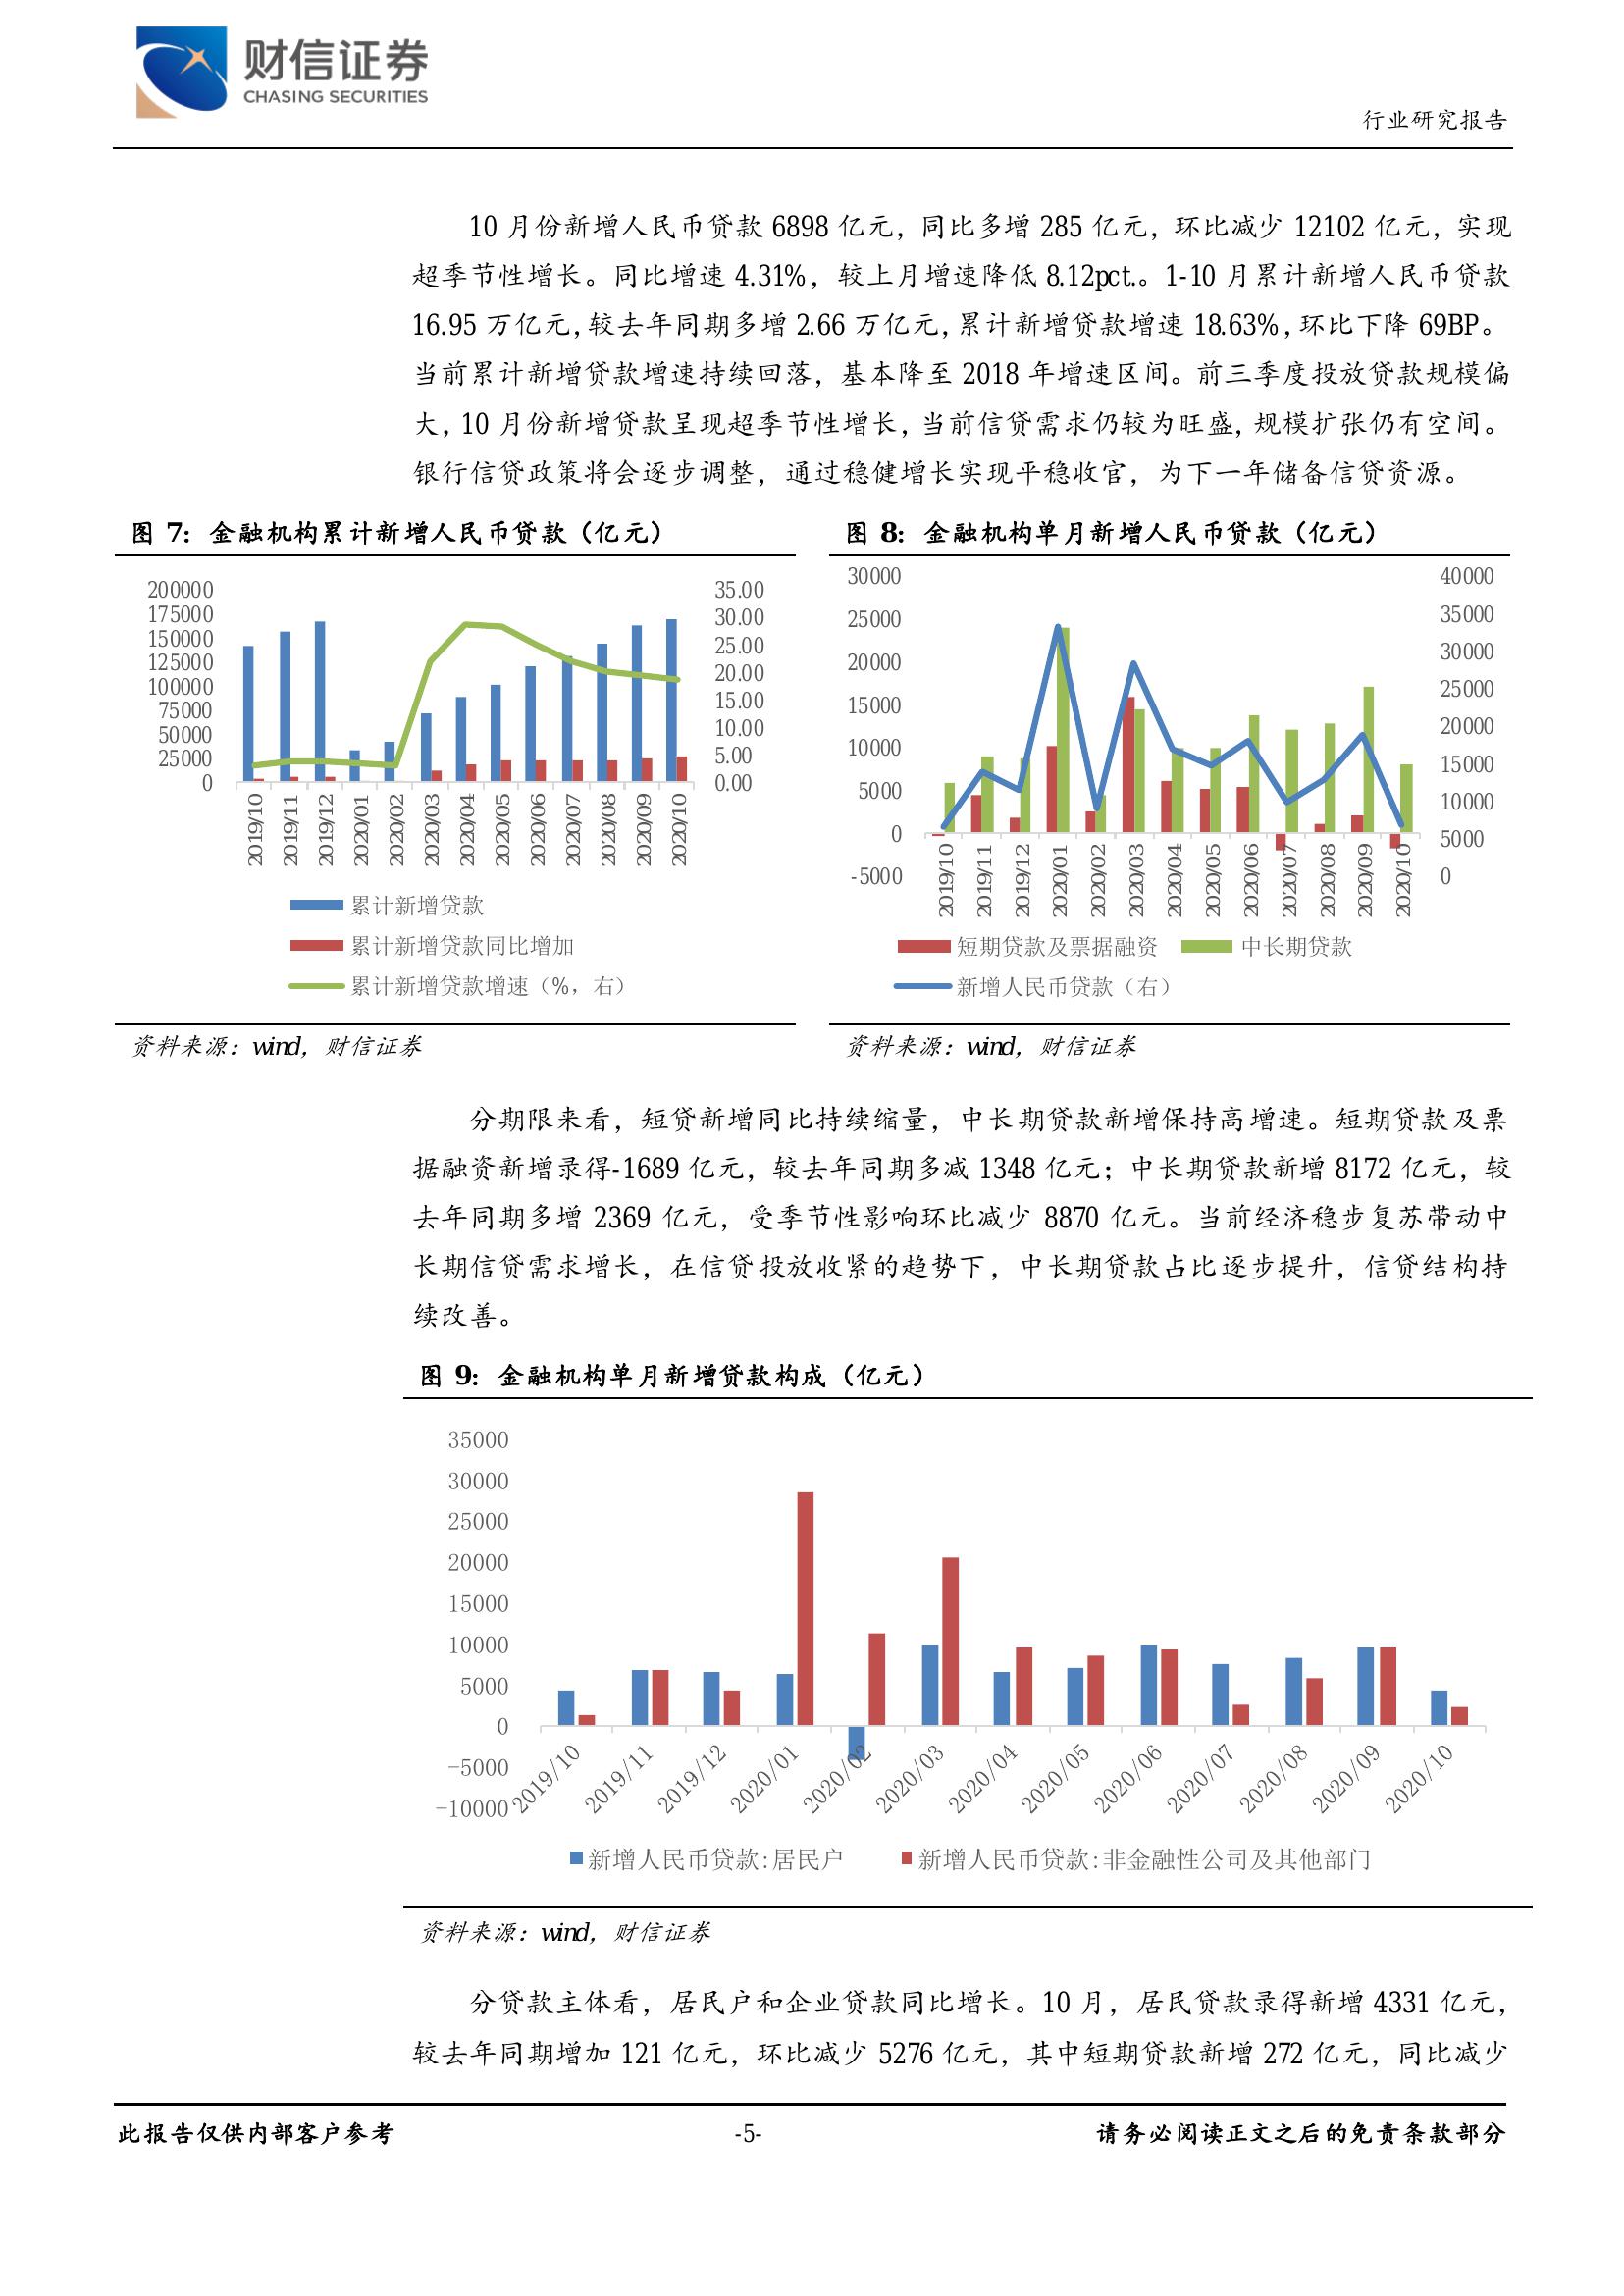 财信证券
CHASING SECURITIES
行业研究报告
10 月份新增人民币贷款 6898 亿元，同比多增 285 亿元，环比减少 12102 亿元，实现
超季节性增长。同比增速 4.31%，较上月增速降低 8.12pct.。1-10 月累计新增人民币贷款
16.95 万亿元，较去年同期多增 2.66 万亿元，累计新增贷款增速 18.63%，环比下降 69BP。
当前累计新增贷款增速持续回落，基本降至 2018 年增速区间。前三季度投放贷款规模偏
大，10 月份新增贷款呈现超季节性增长，当前信贷需求仍较为旺盛，规模扩张仍有空间。
银行信贷政策将会逐步调整，通过稳健增长实现平稳收官，为下一年储备信贷资源。
图 7：金融机构累计新增人民币贷款（亿元）
200000
175000
150000
125000
100000
75000
50000
25000
0
35.00
30.00
25.00
20.00
15.00
10.00
5.00
0.00
2019/10
2019/11
2019/12
2020/01
2020/02
2020/03
2020/04
2020/05
2020/06
2020/07
2020/08
2020/09
2020/10
累计新增贷款
累计新增贷款同比增加
累计新增贷款增速（%，右）
资料来源：wind，财信证券
图 8：金融机构单月新增人民币贷款（亿元）
30000
25000
20000
15000
10000
5000
0
-5000
40000
35000
30000
25000
20000
15000
10000
5000
0
2019/10
2019/11
2019/12
2020/01
2020/02
2020/03
2020/04
2020/05
2020/06
2020/07
2020/08
2020/09
2020/10
短期贷款及票据融资 中长期贷款
新增人民币贷款（右）
资料来源：wind，财信证券
分期限来看，短贷新增同比持续缩量，中长期贷款新增保持高增速。短期贷款及票
据融资新增录得-1689 亿元，较去年同期多减 1348 亿元；中长期贷款新增 8172 亿元，较
去年同期多增 2369 亿元，受季节性影响环比减少 8870 亿元。当前经济稳步复苏带动中
长期信贷需求增长，在信贷投放收紧的趋势下，中长期贷款占比逐步提升，信贷结构持
续改善。
图 9：金融机构单月新增贷款构成（亿元）
35000
30000
25000
20000
15000
10000
5000
0
-5000
-10000
2019/10
2019/11
2019/12
2020/01
2020/02
2020/03
2020/04
2020/05
2020/06
2020/07
2020/08
2020/09
2020/10
新增人民币贷款:居民户 新增人民币贷款:非金融性公司及其他部门
资料来源：wind，财信证券
分贷款主体看，居民户和企业贷款同比增长。10 月，居民贷款录得新增 4331 亿元，
较去年同期增加 121 亿元，环比减少 5276 亿元，其中短期贷款新增 272 亿元，同比减少
此报告仅供内部客户参考 -5- 请务必阅读正文之后的免责条款部分